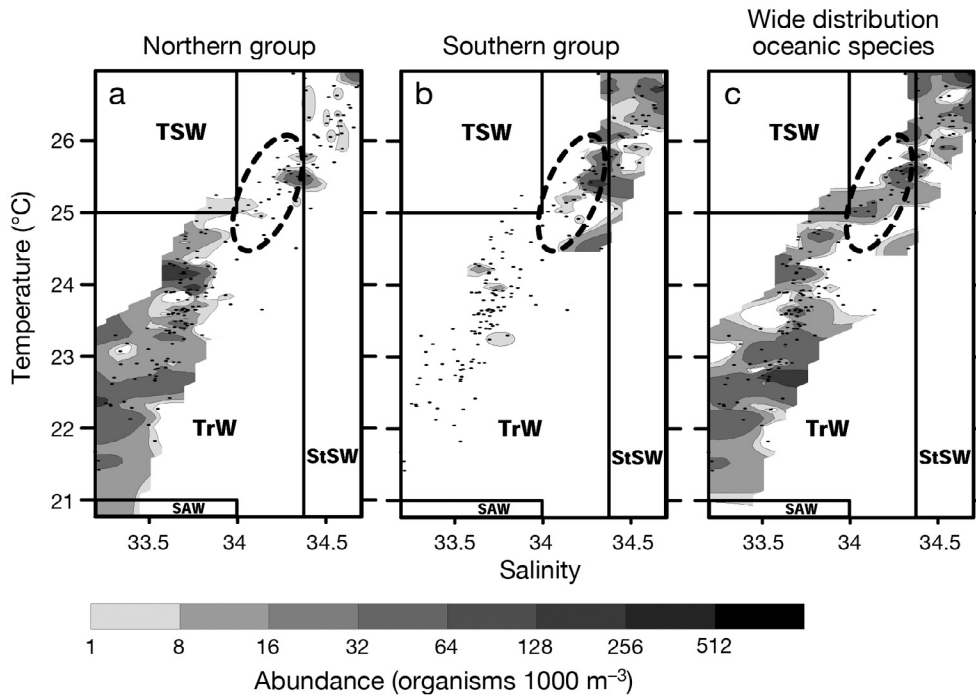 Northern group
Southern group
Wide distribution
oceanic species
a
b
c
TSW
TSW
TSW
TrW
TrW
TrW
StSW
StSW
StSW
SAW
SAW
SAW
26
25
24
23
22
21
Temperature (°C)
33.5 34 34.5
33.5 34 34.5
33.5 34 34.5
Salinity
1 8 16 32 64 128 256 512
Abundance (organisms 1000 m⁻³)